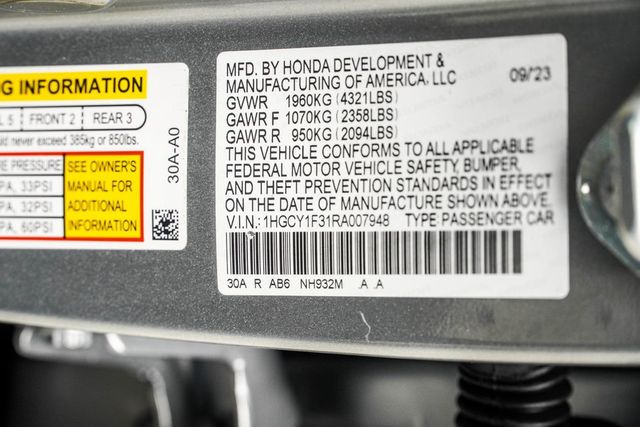 NG INFORMATION
L 5 FRONT 2 REAR 3
ld never exceed 385kg or 850lbs.
E PRESSURE
PA, 33PSI
PA, 32PSI
PA, 60PSI
SEE OWNER'S
MANUAL FOR
ADDITIONAL
INFORMATION
30A-A0
MFD. BY HONDA DEVELOPMENT &
MANUFACTURING OF AMERICA, LLC 09/23
GVWR 1960KG (4321LBS)
GAWR F 1070KG (2358LBS)
GAWR R 950KG (2094LBS)
THIS VEHICLE CONFORMS TO ALL APPLICABLE
FEDERAL MOTOR VEHICLE SAFETY, BUMPER,
AND THEFT PREVENTION STANDARDS IN EFFECT
ON THE DATE OF MANUFACTURE SHOWN ABOVE.
V.I.N.: 1HGCY1F31RA007948 TYPE: PASSENGER CAR
30A R AB6 NH932M .A .A